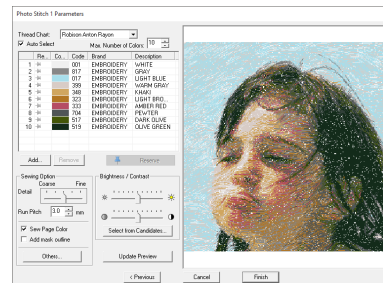 Photo Stitch 1 Parameters
Thread Chart: Robison Anton Rayon
Auto Select Max. Number of Colors: 10
Re... Co... Code Brand Description
1 001 EMBROIDERY WHITE
2 817 EMBROIDERY GRAY
3 017 EMBROIDERY LIGHT BLUE
4 399 EMBROIDERY WARM GRAY
5 348 EMBROIDERY KHAKI
6 323 EMBROIDERY LIGHT BRO...
7 333 EMBROIDERY AMBER RED
8 704 EMBROIDERY PEWTER
9 517 EMBROIDERY DARK OLIVE
10 519 EMBROIDERY OLIVE GREEN
Add... Remove Reserve
Sewing Option Brightness / Contrast
Coarse Fine
Detail
Run Pitch 3.0 mm
Sew Page Color
Select from Candidates...
Add mark outline
Others... Update Preview
< Previous Cancel Finish